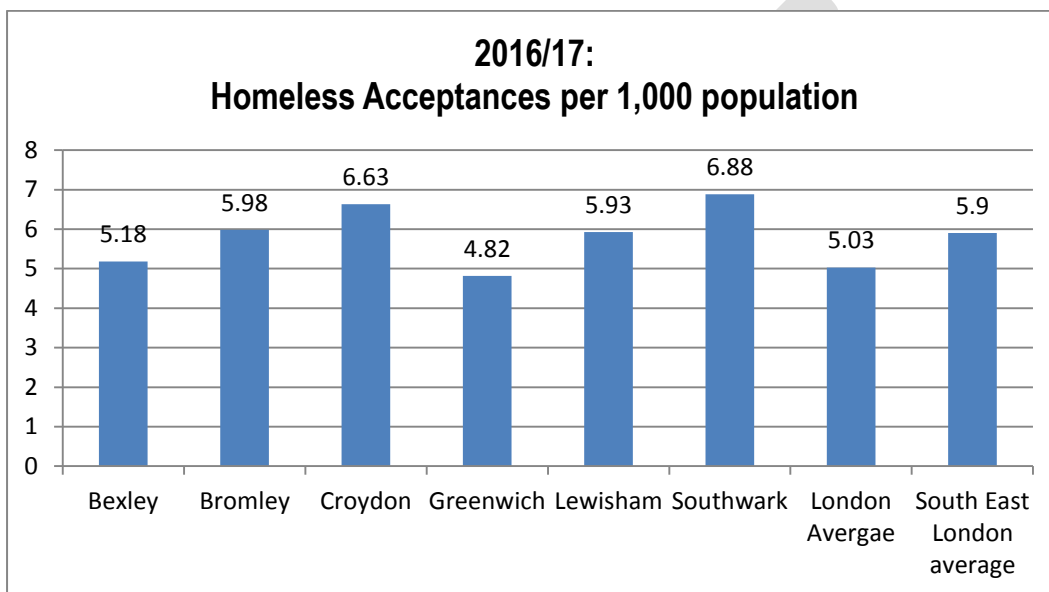 2016/17:
Homeless Acceptances per 1,000 population
8
7
6
5
4
3
2
1
0
5.18
5.98
6.63
4.82
5.93
6.88
5.03
5.9
Bexley
Bromley
Croydon
Greenwich
Lewisham
Southwark
London
Avergae
South East
London
average